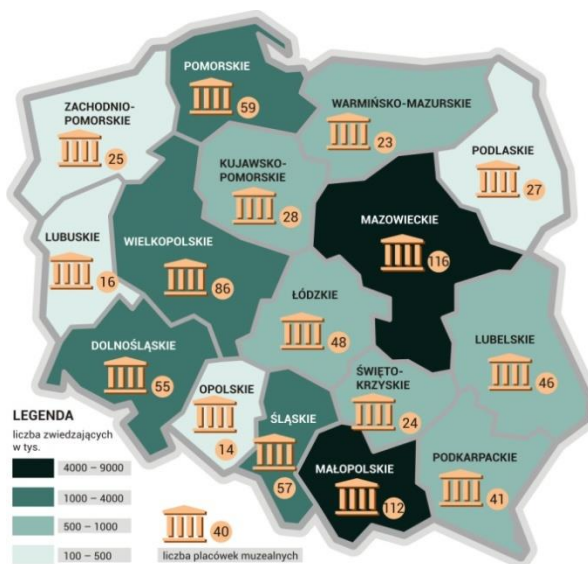 POMORSKIE
59
ZACHODNIO-
POMORSKIE
25
WARMIŃSKO-MAZURSKIE
23
PODLASKIE
27
KUJAWSKO-
POMORSKIE
28
MAZOWIECKIE
116
LUBUSKIE
16
WIELKOPOLSKIE
86
ŁÓDZKIE
48
LUBELSKIE
46
DOLNOŚLĄSKIE
55
OPOLSKIE
14
ŚLĄSKIE
57
ŚWIĘTO-
KRZYSKIE
24
MAŁOPOLSKIE
112
PODKARPACKIE
41
LEGENDA
liczba zwiedzających
w tys.
4000 – 9000
1000 – 4000
500 – 1000
100 – 500
40
liczba placówek muzealnych